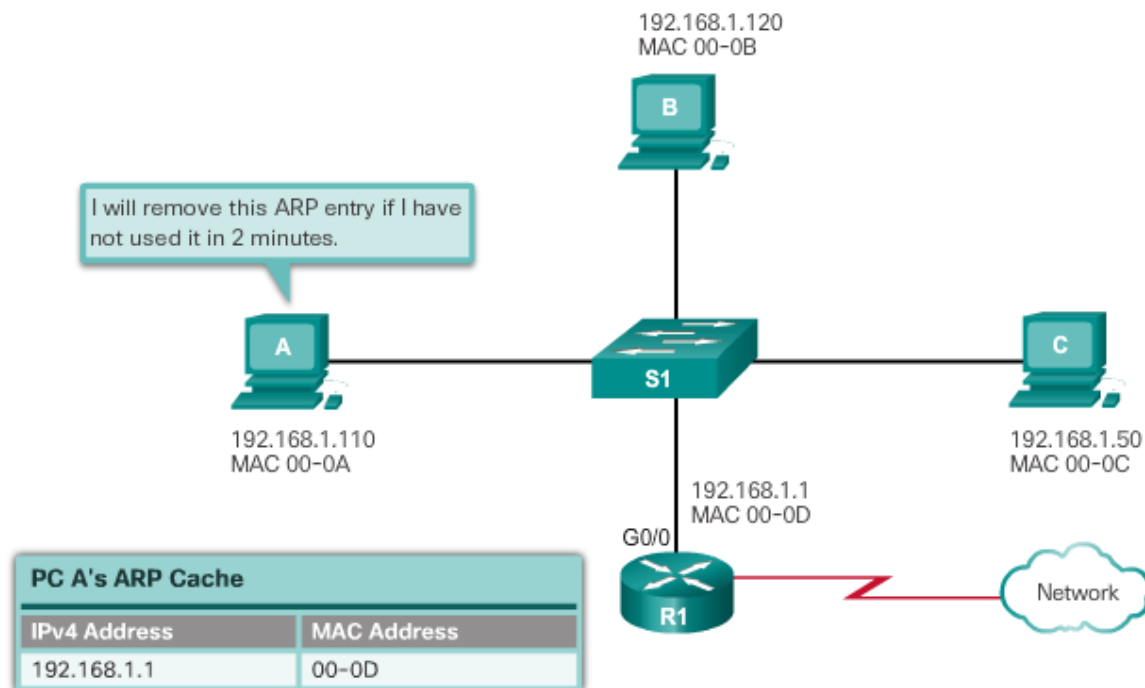 192.168.1.120
MAC 00-0B
B
I will remove this ARP entry if I have
not used it in 2 minutes.
A
S1
C
192.168.1.110
MAC 00-0A
192.168.1.50
MAC 00-0C
192.168.1.1
MAC 00-0D
G0/0
R1
Network
PC A's ARP Cache
IPv4 Address MAC Address
192.168.1.1 00-0D